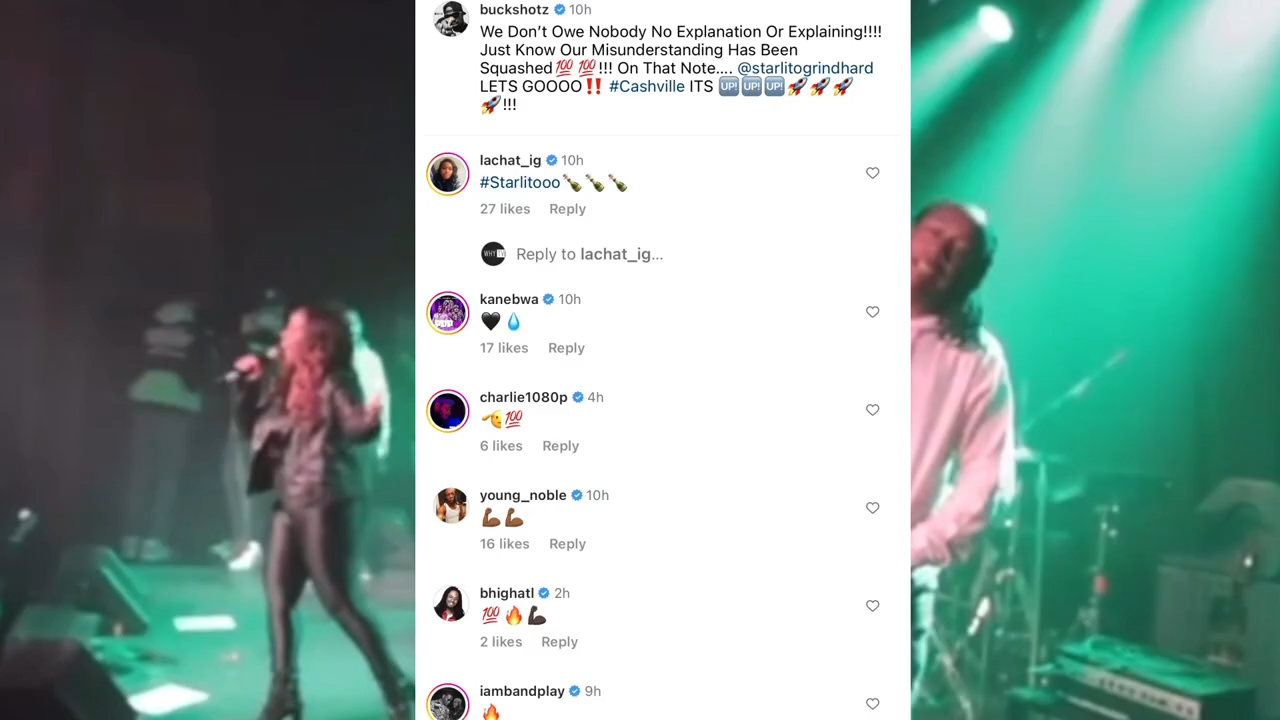 buckshotz 10h
We Don't Owe Nobody No Explanation Or Explaining!!!!
Just Know Our Misunderstanding Has Been
Squashed💯 💯!!! On That Note.... @starlitogrindhard
LETS GOOOO‼️ #Cashville ITS 🆙🆙🆙🚀🚀🚀
🚀!!!
lachat_ig 10h
#Starlitooo🍾🍾🍾
27 likes Reply
WHY TV Reply to lachat_ig...
kanebwa 10h
🖤💧
17 likes Reply
charlie1080p 4h
🫡💯
6 likes Reply
young_noble 10h
💪🏾💪🏾
16 likes Reply
bhighatl 2h
💯🔥💪🏿
2 likes Reply
iambandplay 9h
🔥